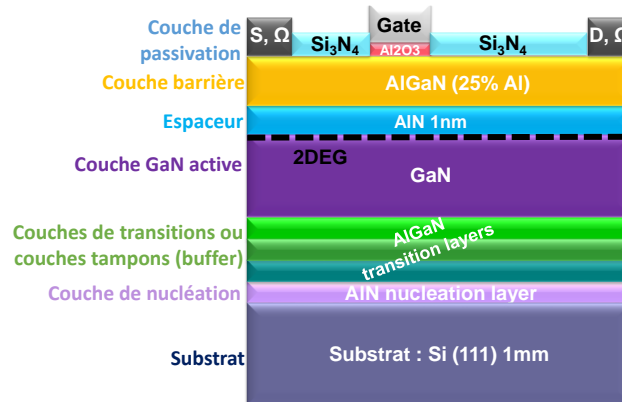 Couche de
passivation
S, Ω
Si3N4
Gate
Al2O3
Si3N4
D, Ω
Couche barrière
AlGaN (25% Al)
Espaceur
AlN 1nm
2DEG
Couche GaN active
GaN
Couches de transitions ou
couches tampons (buffer)
AlGaN
transition layers
Couche de nucléation
AlN nucleation layer
Substrat
Substrat : Si (111) 1mm